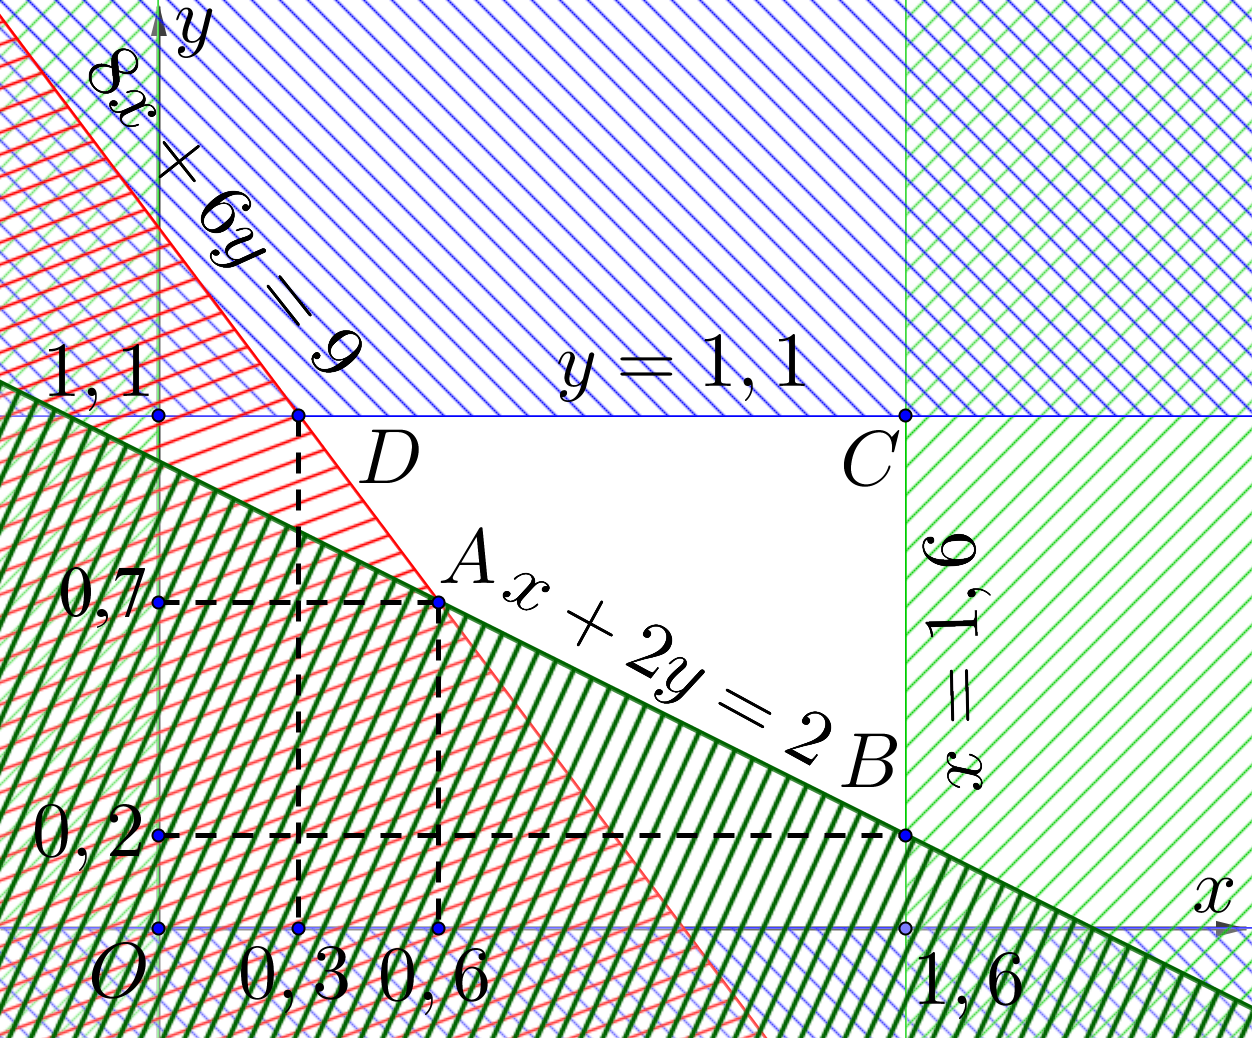 y
8x + 6y = 9
1, 1
y = 1, 1
D
C
A
x + 2y = 2
x = 1, 6
0,7
B
0, 2
x
O
0, 3
0, 6
1, 6